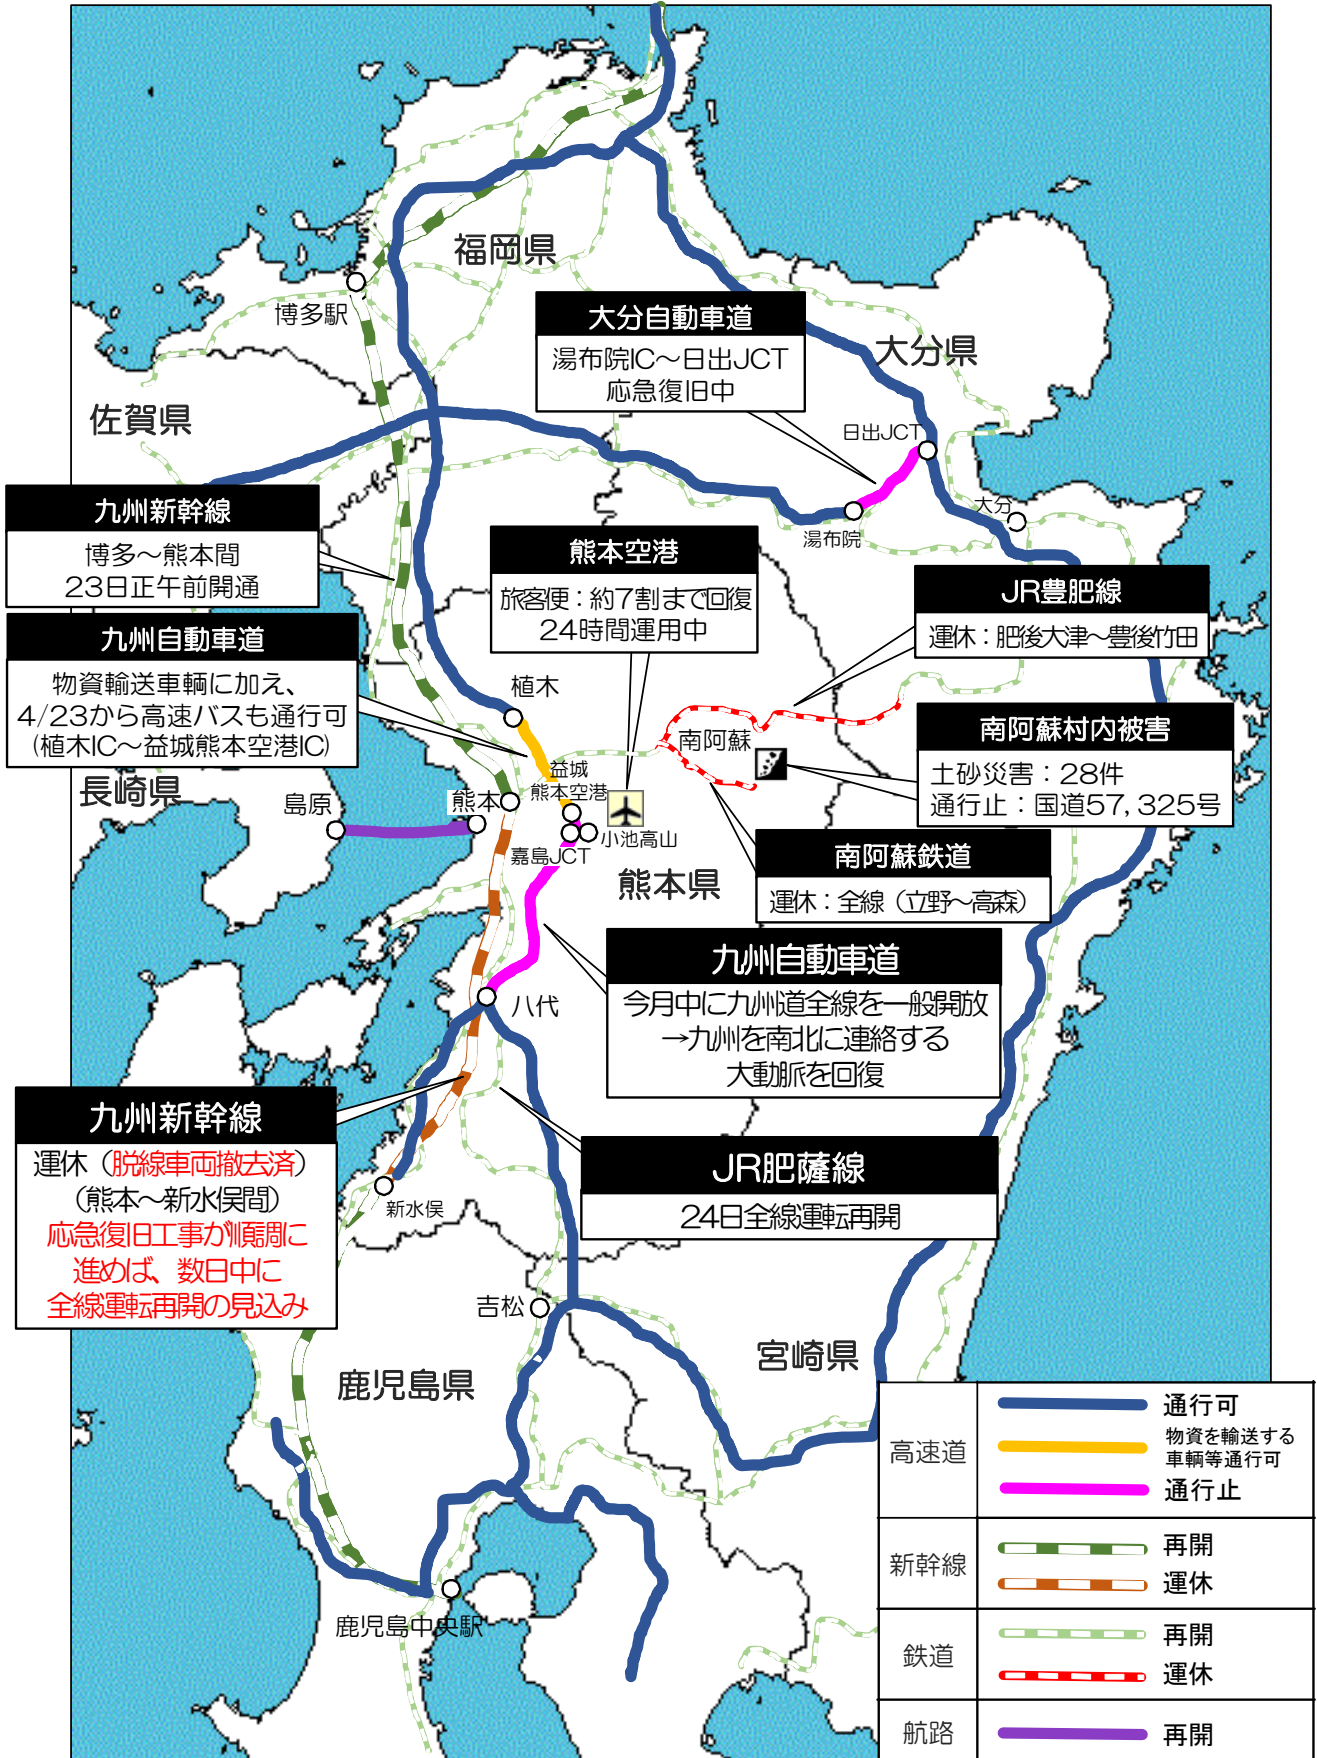 福岡県
博多駅
大分自動車道
湯布院IC～日出JCT
応急復旧中
大分県
佐賀県
日出JCT
大分
湯布院
九州新幹線
博多～熊本間
23日正午前開通
熊本空港
旅客便：約7割まで回復
24時間運用中
JR豊肥線
運休：肥後大津～豊後竹田
九州自動車道
物資輸送車輌に加え、
4/23から高速バスも通行可
(植木IC～益城熊本空港IC)
植木
南阿蘇
南阿蘇村内被害
土砂災害：28件
通行止：国道57,325号
長崎県
島原
熊本
益城
熊本空港
小池高山
嘉島JCT
熊本県
南阿蘇鉄道
運休：全線（立野～高森）
九州自動車道
今月中に九州道全線を一般開放
→九州を南北に連絡する
大動脈を回復
八代
九州新幹線
運休（脱線車両撤去済）
（熊本～新水俣間）
応急復旧工事が順調に
進めば、数日中に
全線運転再開の見込み
JR肥薩線
24日全線運転再開
新水俣
吉松
宮崎県
鹿児島県
鹿児島中央駅
高速道
通行可
物資を輸送する
車輌等通行可
通行止
新幹線
再開
運休
鉄道
再開
運休
航路
再開